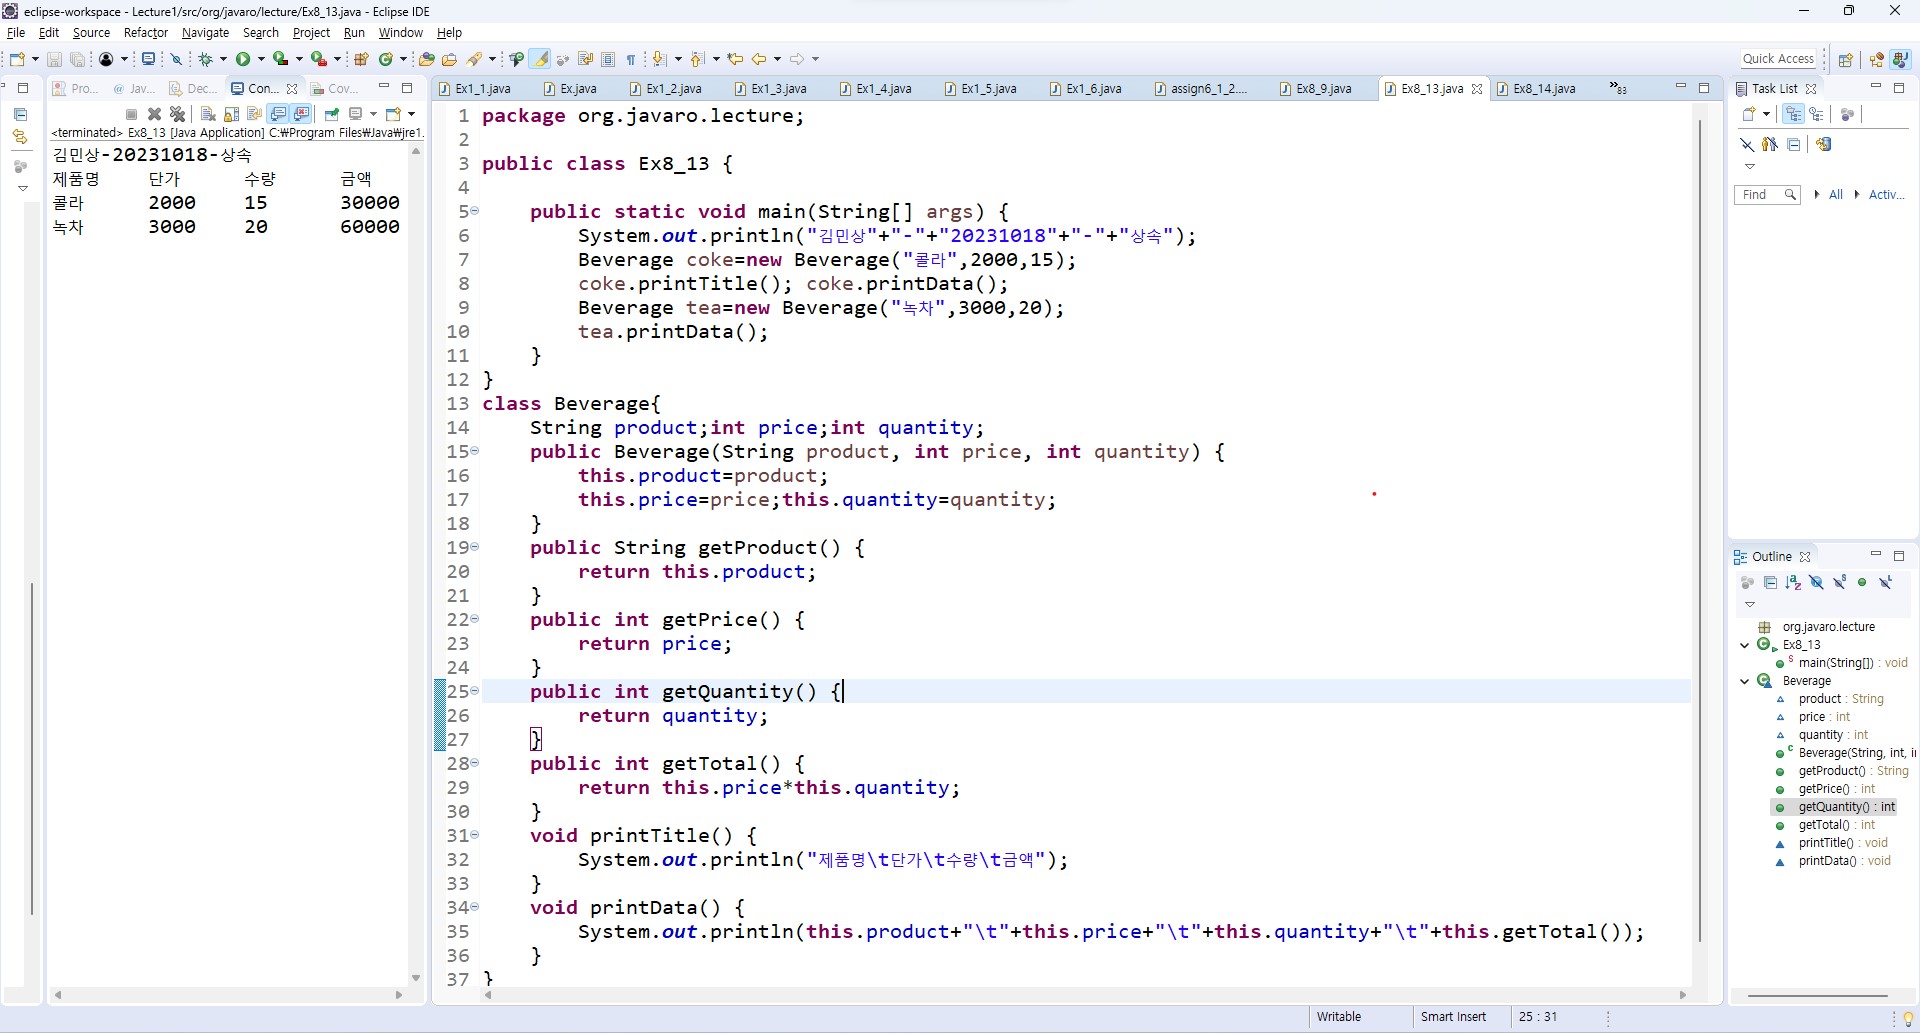 eclipse-workspace - Lecture1/src/org/javaro/lecture/Ex8_13.java - Eclipse IDE
File Edit Source Refactor Navigate Search Project Run Window Help
Quick Access
Pro... Jav... Dec... Con... Cov...
<terminated> Ex8_13 [Java Application] C:₩Program Files₩Java₩jre1.
김민상-20231018-상속
제품명 단가 수량 금액
콜라 2000 15 30000
녹차 3000 20 60000
Ex1_1.java Ex.java Ex1_2.java Ex1_3.java Ex1_4.java Ex1_5.java Ex1_6.java assign6_1_2.... Ex8_9.java Ex8_13.java Ex8_14.java »83
1 package org.javaro.lecture;
2
3 public class Ex8_13 {
4
5 public static void main(String[] args) {
6 System.out.println("김민상"+"-"+"20231018"+"-"+"상속");
7 Beverage coke=new Beverage("콜라",2000,15);
8 coke.printTitle(); coke.printData();
9 Beverage tea=new Beverage("녹차",3000,20);
10 tea.printData();
11 }
12 }
13 class Beverage{
14 String product;int price;int quantity;
15 public Beverage(String product, int price, int quantity) {
16 this.product=product;
17 this.price=price;this.quantity=quantity;
18 }
19 public String getProduct() {
20 return this.product;
21 }
22 public int getPrice() {
23 return price;
24 }
25 public int getQuantity() {
26 return quantity;
27 }
28 public int getTotal() {
29 return this.price*this.quantity;
30 }
31 void printTitle() {
32 System.out.println("제품명\t단가\t수량\t금액");
33 }
34 void printData() {
35 System.out.println(this.product+"\t"+this.price+"\t"+this.quantity+"\t"+this.getTotal());
36 }
37 }
Task List
Find All Activ...
Outline
org.javaro.lecture
Ex8_13
main(String[]) : void
Beverage
product : String
price : int
quantity : int
Beverage(String, int, i
getProduct() : String
getPrice() : int
getQuantity() : int
getTotal() : int
printTitle() : void
printData() : void
Writable Smart Insert 25 : 31